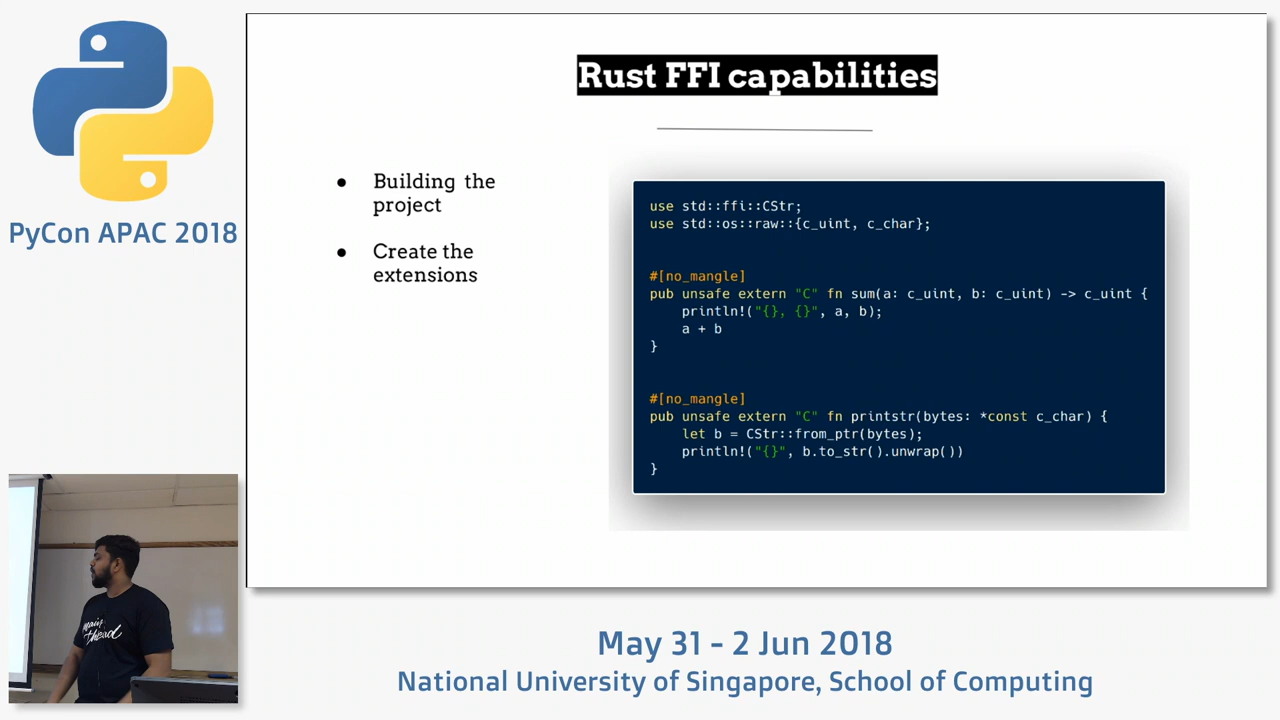 Rust FFI capabilities
PyCon APAC 2018
● Building the
project
● Create the
extensions
use std::ffi::CStr;
use std::os::raw::{c_uint, c_char};
#[no_mangle]
pub unsafe extern "C" fn sum(a: c_uint, b: c_uint) -> c_uint {
println!("{}, {}", a, b);
a + b
}
#[no_mangle]
pub unsafe extern "C" fn printstr(bytes: *const c_char) {
let b = CStr::from_ptr(bytes);
println!("{}", b.to_str().unwrap())
}
main
thread
May 31 - 2 Jun 2018
National University of Singapore, School of Computing